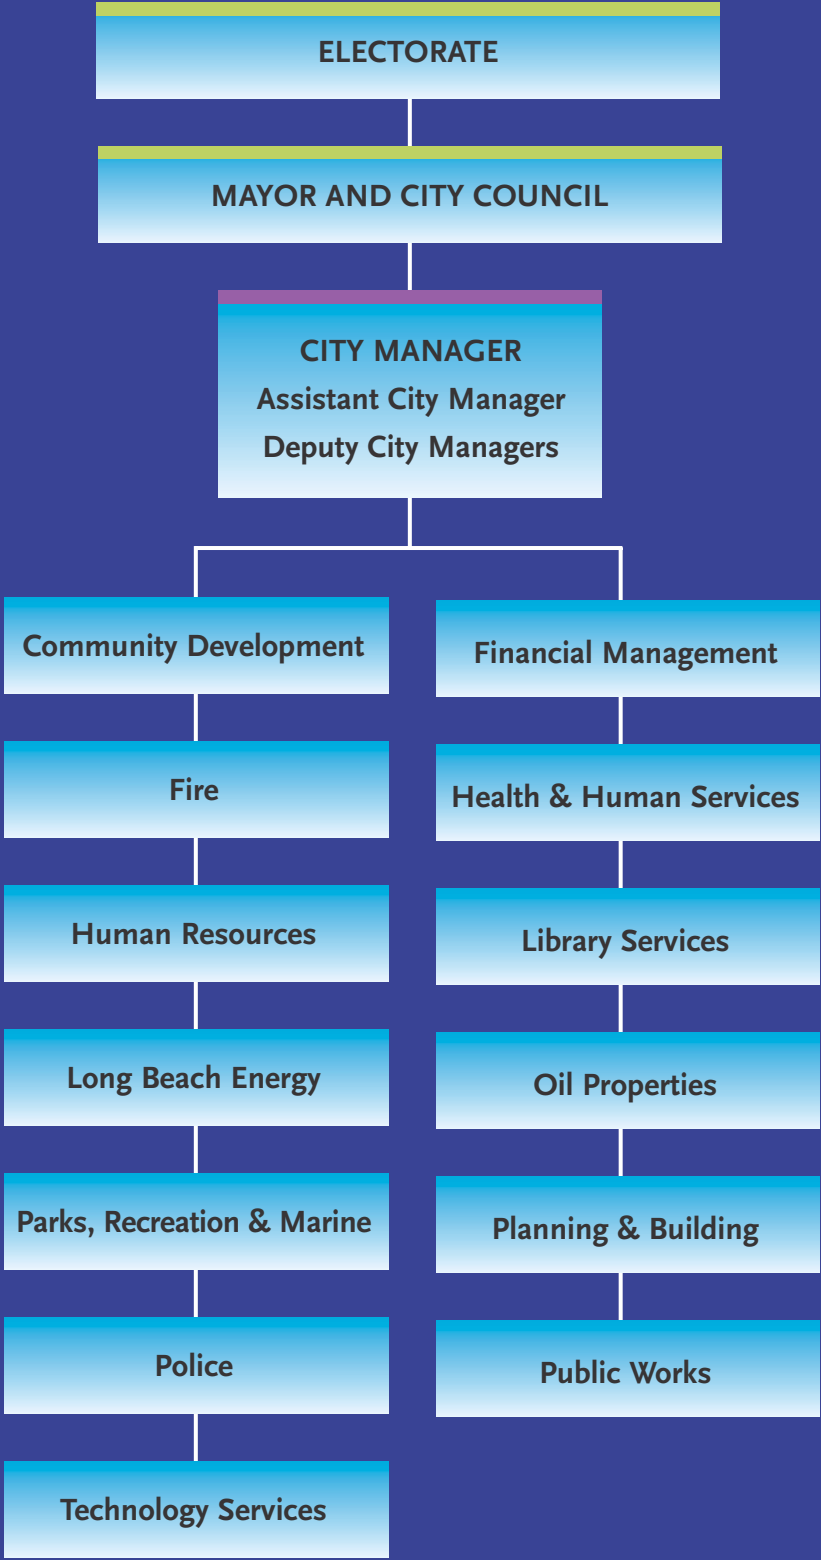 ELECTORATE
MAYOR AND CITY COUNCIL
CITY MANAGER
Assistant City Manager
Deputy City Managers
Community Development
Fire
Human Resources
Long Beach Energy
Parks, Recreation & Marine
Police
Technology Services
Financial Management
Health & Human Services
Library Services
Oil Properties
Planning & Building
Public Works